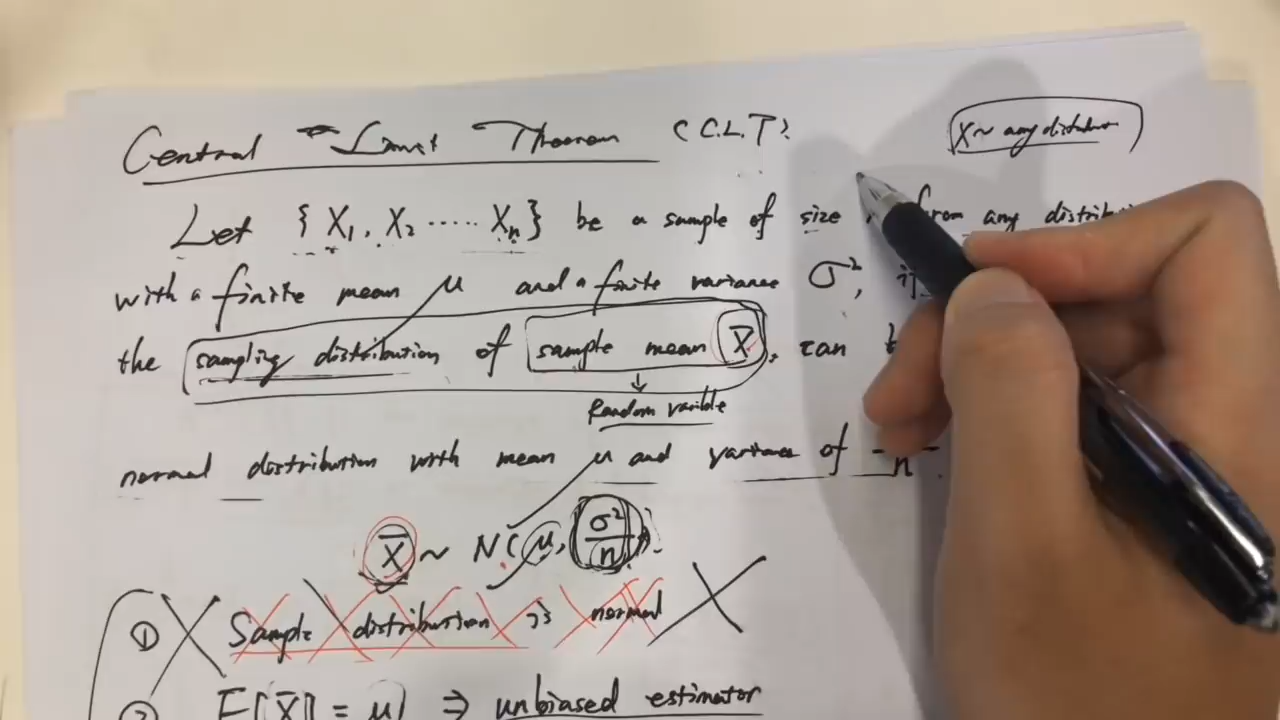 Central Limit Theorem (C.L.T)
X ~ any distribution
Let {X₁, X₂ ..... Xₙ} be a sample of size from any
with a finite mean μ and a finite variance σ²,
the sampling distribution of sample mean X̄, can
Random varible
normal distribution with mean μ and variance of n
X̄ ~ N(μ, σ²/n).
① Sample distribution is normal
② E[X̄] = μ ⇒ unbiased estimator